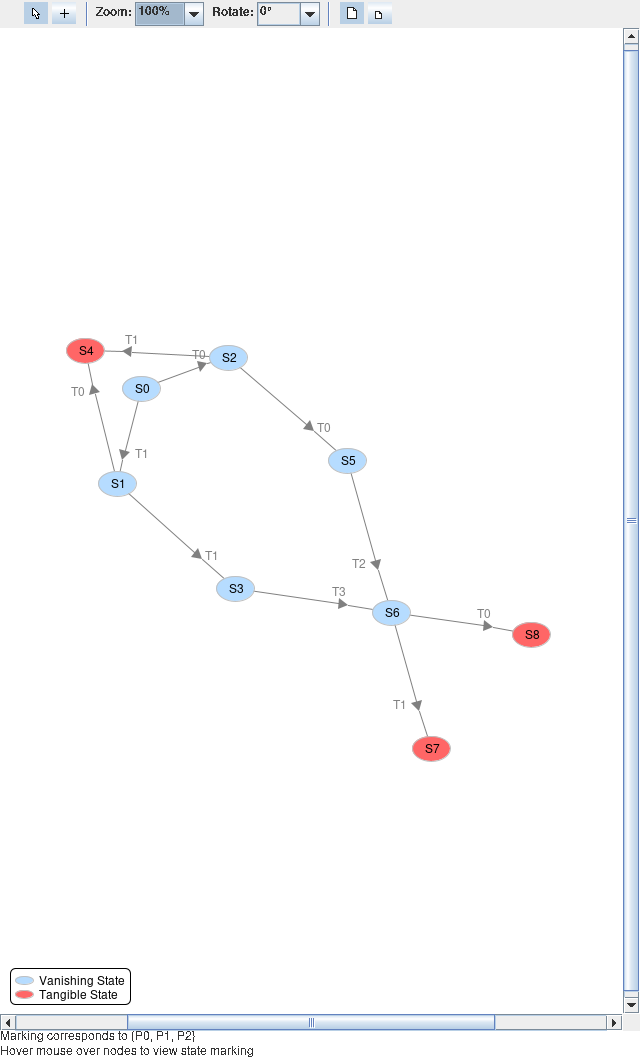 Zoom: 100% Rotate: 0°
S4
T1
T0
S2
S0
T0
T0
T1
S5
S1
T1
T2
S3
T3
S6
T0
S8
T1
S7
Vanishing State
Tangible State
Marking corresponds to {P0, P1, P2}
Hover mouse over nodes to view state marking